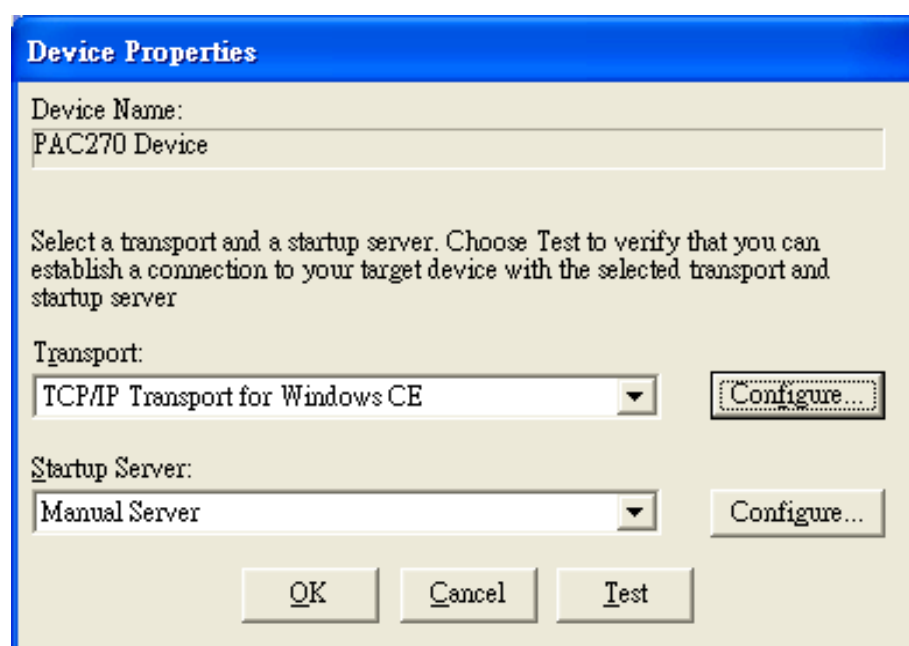 Device Properties
Device Name:
PAC270 Device
Select a transport and a startup server. Choose Test to verify that you can
establish a connection to your target device with the selected transport and
startup server
Transport:
TCP/IP Transport for Windows CE
Configure...
Startup Server:
Manual Server
Configure...
OK Cancel Test